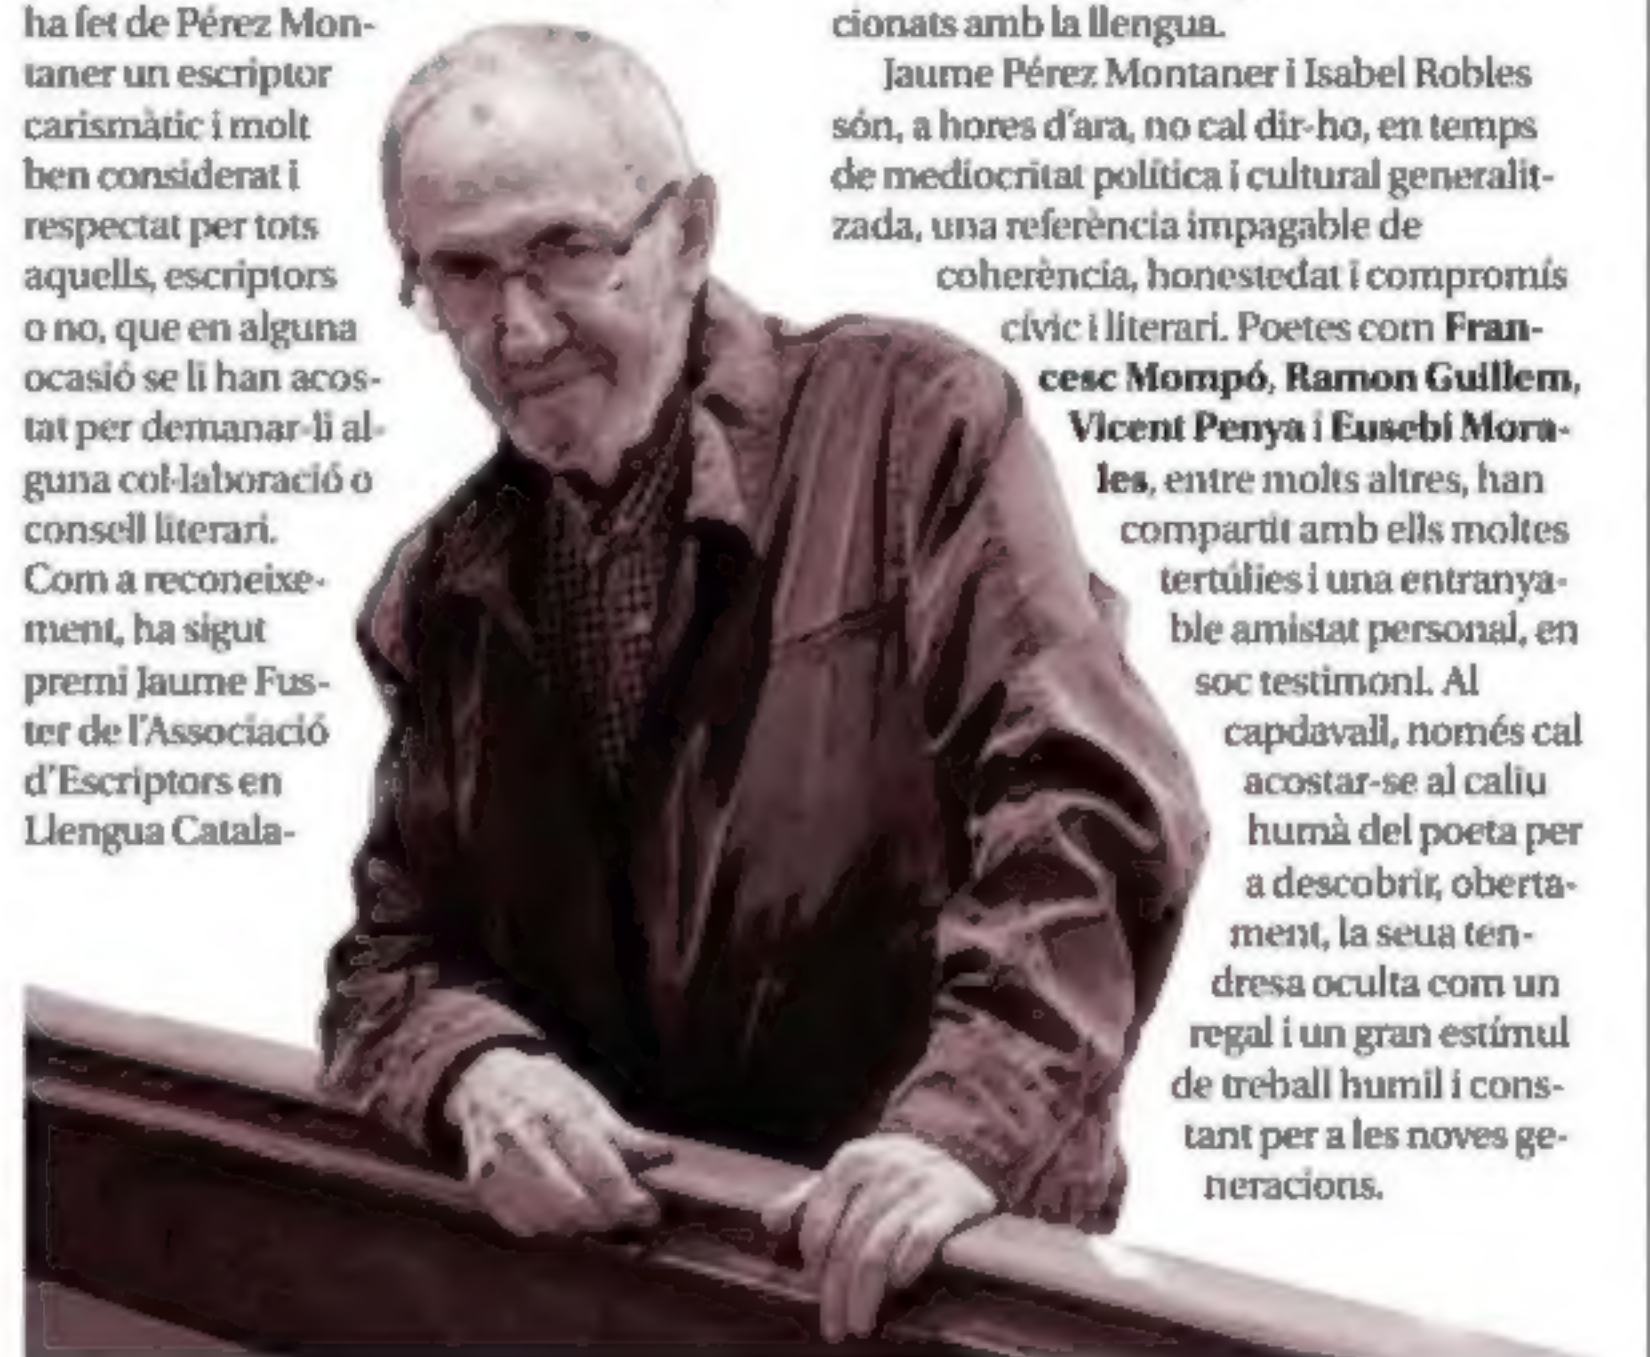 ha fet de Pérez Mon-
taner un escriptor
carismàtic i molt
ben considerat i
respectat per tots
aquells, escriptors
o no, que en alguna
ocasió se li han acos-
tat per demanar-li al-
guna col·laboració o
consell literari.
Com a reconeixe-
ment, ha sigut
premi Jaume Fus-
ter de l'Associació
d'Escriptors en
Llengua Catala-
cionats amb la llengua.
Jaume Pérez Montaner i Isabel Robles
són, a hores d'ara, no cal dir-ho, en temps
de mediocritat política i cultural generalit-
zada, una referència impagable de
coherència, honestedat i compromís
cívic i literari. Poetes com Fran-
cesc Mompó, Ramon Guillem,
Vicent Penya i Eusebi Mora-
les, entre molts altres, han
compartit amb ells moltes
tertúlies i una entranya-
ble amistat personal, en
soc testimoni. Al
capdavall, només cal
acostar-se al caliu
humà del poeta per
a descobrir, oberta-
ment, la seua ten-
dresa oculta com un
regal i un gran estímul
de treball humil i cons-
tant per a les noves ge-
neracions.